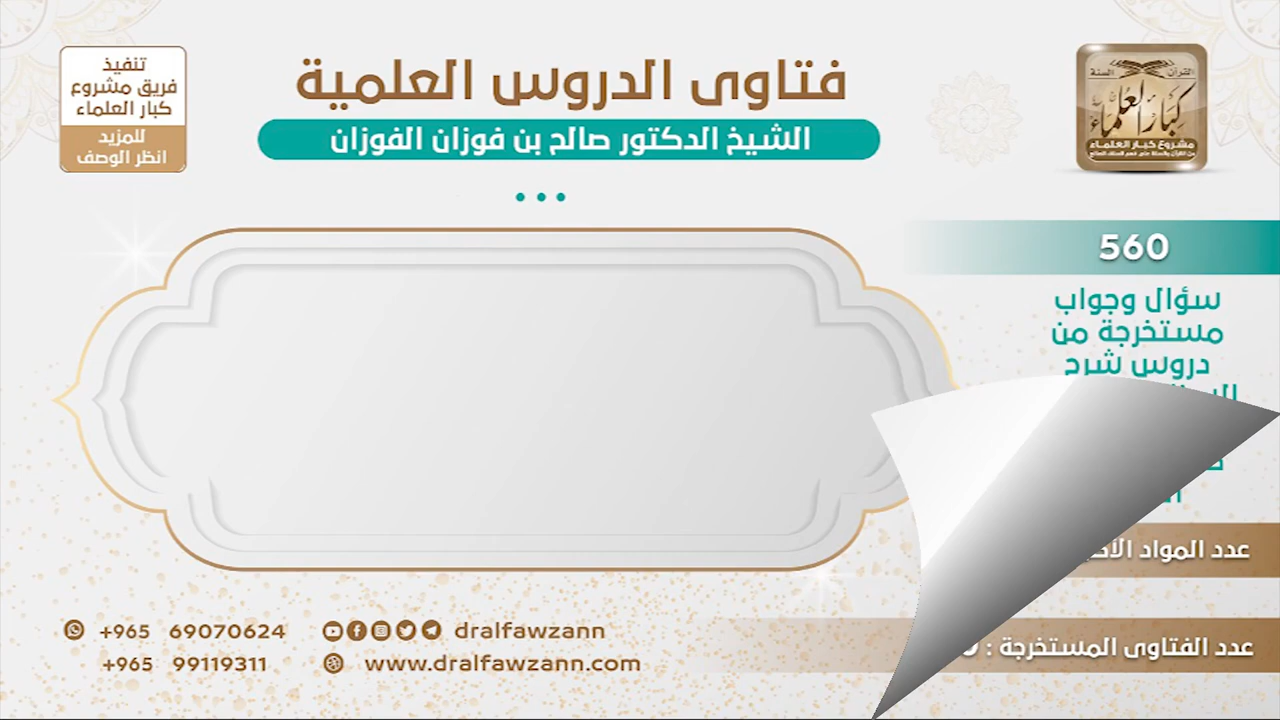 القرآن السنة
كبار العلماء
مشروع كبار العلماء
فتاوى الدروس العلمية
الشيخ الدكتور صالح بن فوزان الفوزان
تنفيذ
فريق مشروع
كبار العلماء
للمزيد
انظر الوصف
560
سؤال وجواب
مستخرجة من
دروس شرح
عدد المواد
عدد الفتاوى المستخرجة :
+965 69070624
dralfawzann
+965 99119311
www.dralfawzann.com